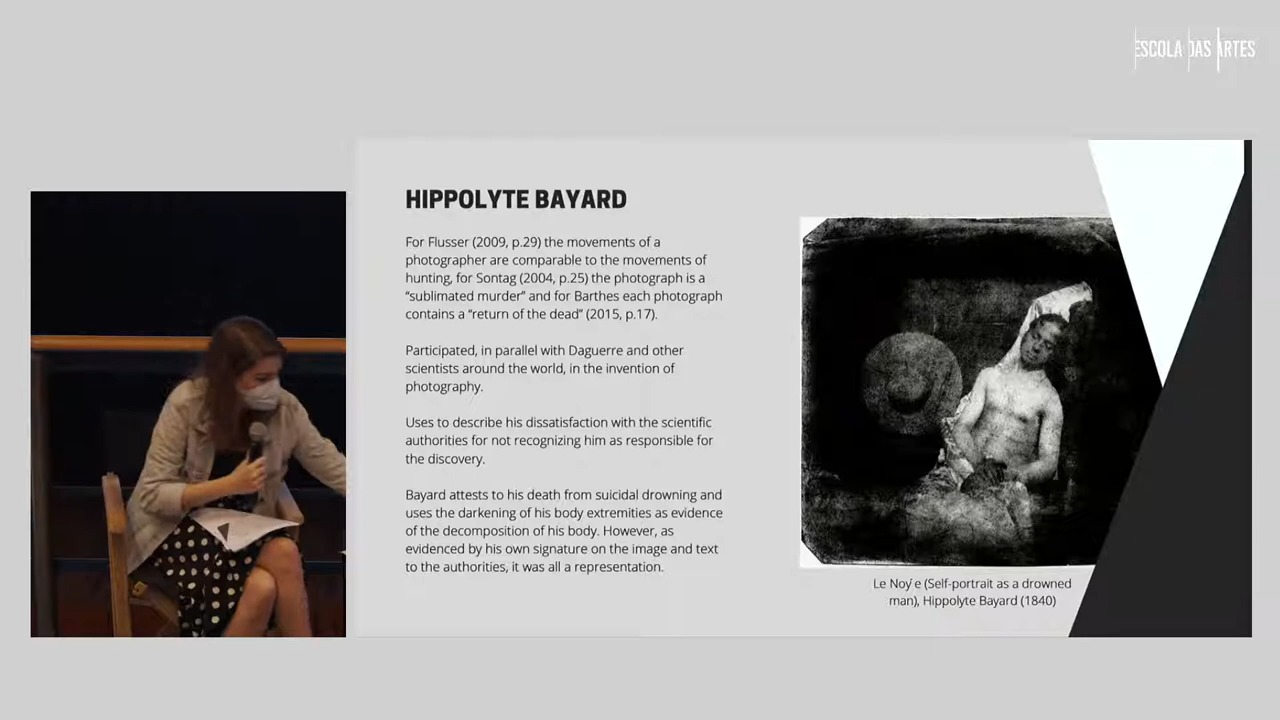 ESCOLA DAS ARTES
HIPPOLYTE BAYARD
For Flusser (2009, p.29) the movements of a
photographer are comparable to the movements of
hunting, for Sontag (2004, p.25) the photograph is a
“sublimated murder” and for Barthes each photograph
contains a “return of the dead” (2015, p.17).
Participated, in parallel with Daguerre and other
scientists around the world, in the invention of
photography.
Uses to describe his dissatisfaction with the scientific
authorities for not recognizing him as responsible for
the discovery.
Bayard attests to his death from suicidal drowning and
uses the darkening of his body extremities as evidence
of the decomposition of his body. However, as
evidenced by his own signature on the image and text
to the authorities, it was all a representation.
Le Noy ́e (Self-portrait as a drowned
man), Hippolyte Bayard (1840)